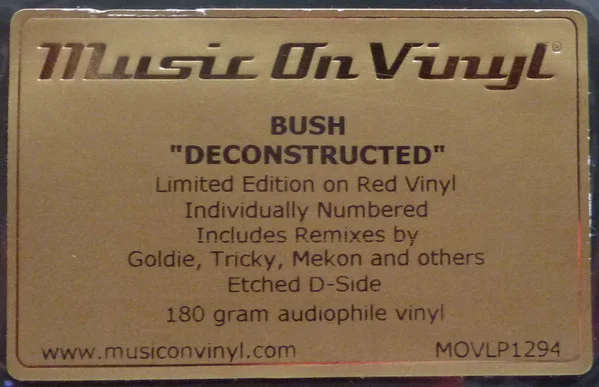 Music On Vinyl®
BUSH
"DECONSTRUCTED"
Limited Edition on Red Vinyl
Individually Numbered
Includes Remixes by
Goldie, Tricky, Mekon and others
Etched D-Side
180 gram audiophile vinyl
www.musiconvinyl.com MOVLP1294